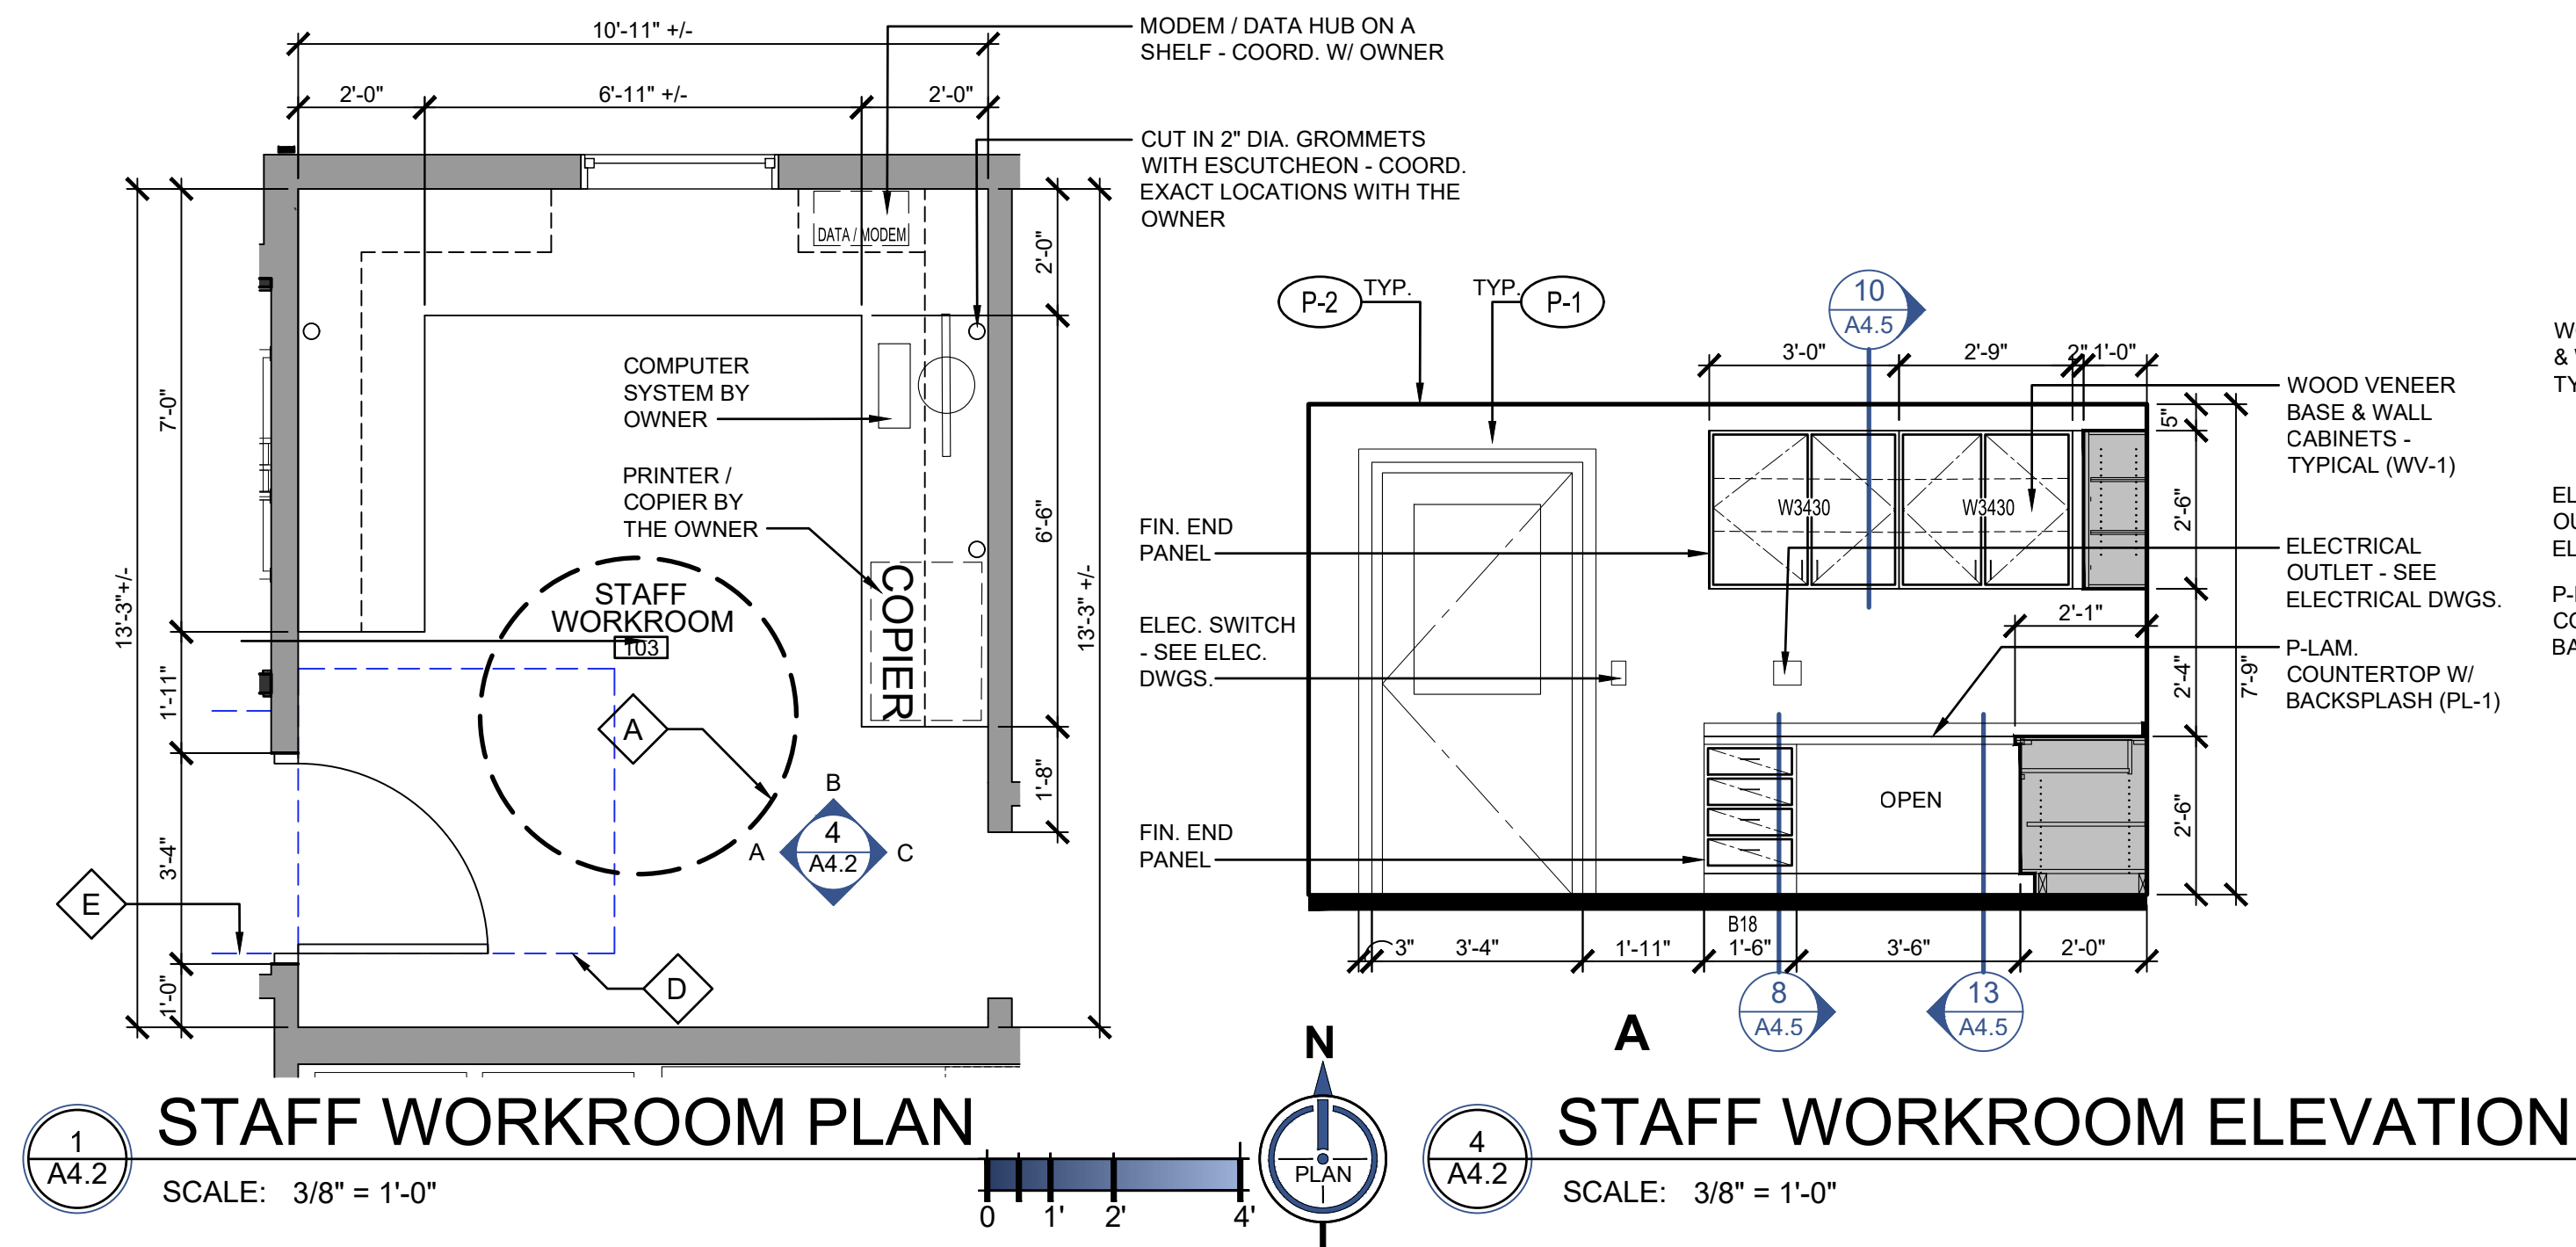 10'-11" +/-
2'-0"
6'-11" +/-
2'-0"
MODEM / DATA HUB ON A
SHELF - COORD. W/ OWNER
CUT IN 2" DIA. GROMMETS
WITH ESCUTCHEON - COORD.
EXACT LOCATIONS WITH THE
OWNER
DATA / MODEM
2'-0"
6'-6"
1'-8"
13'-3" +/-
13'-3"+/-
7'-0"
1'-11"
3'-4"
1'-0"
COMPUTER
SYSTEM BY
OWNER
PRINTER /
COPIER BY
THE OWNER
COPIER
STAFF
WORKROOM
103
A
B
4
A4.2
A
C
E
D
P-2
TYP.
TYP.
P-1
10
A4.5
3'-0"
2'-9"
2"
1'-0"
5"
2'-6"
2'-4"
2'-6"
7'-9"
2'-1"
W3430
W3430
WOOD VENEER
BASE & WALL
CABINETS -
TYPICAL (WV-1)
ELECTRICAL
OUTLET - SEE
ELECTRICAL DWGS.
P-LAM.
COUNTERTOP W/
BACKSPLASH (PL-1)
FIN. END
PANEL
ELEC. SWITCH
- SEE ELEC.
DWGS.
FIN. END
PANEL
OPEN
B18
3"
3'-4"
1'-11"
1'-6"
3'-6"
2'-0"
8
A4.5
13
A4.5
A
W
&
TY
EL
OU
EL
P-L
CO
BA
1
A4.2
STAFF WORKROOM PLAN
SCALE: 3/8" = 1'-0"
0 1' 2' 4'
N
PLAN
4
A4.2
STAFF WORKROOM ELEVATION
SCALE: 3/8" = 1'-0"